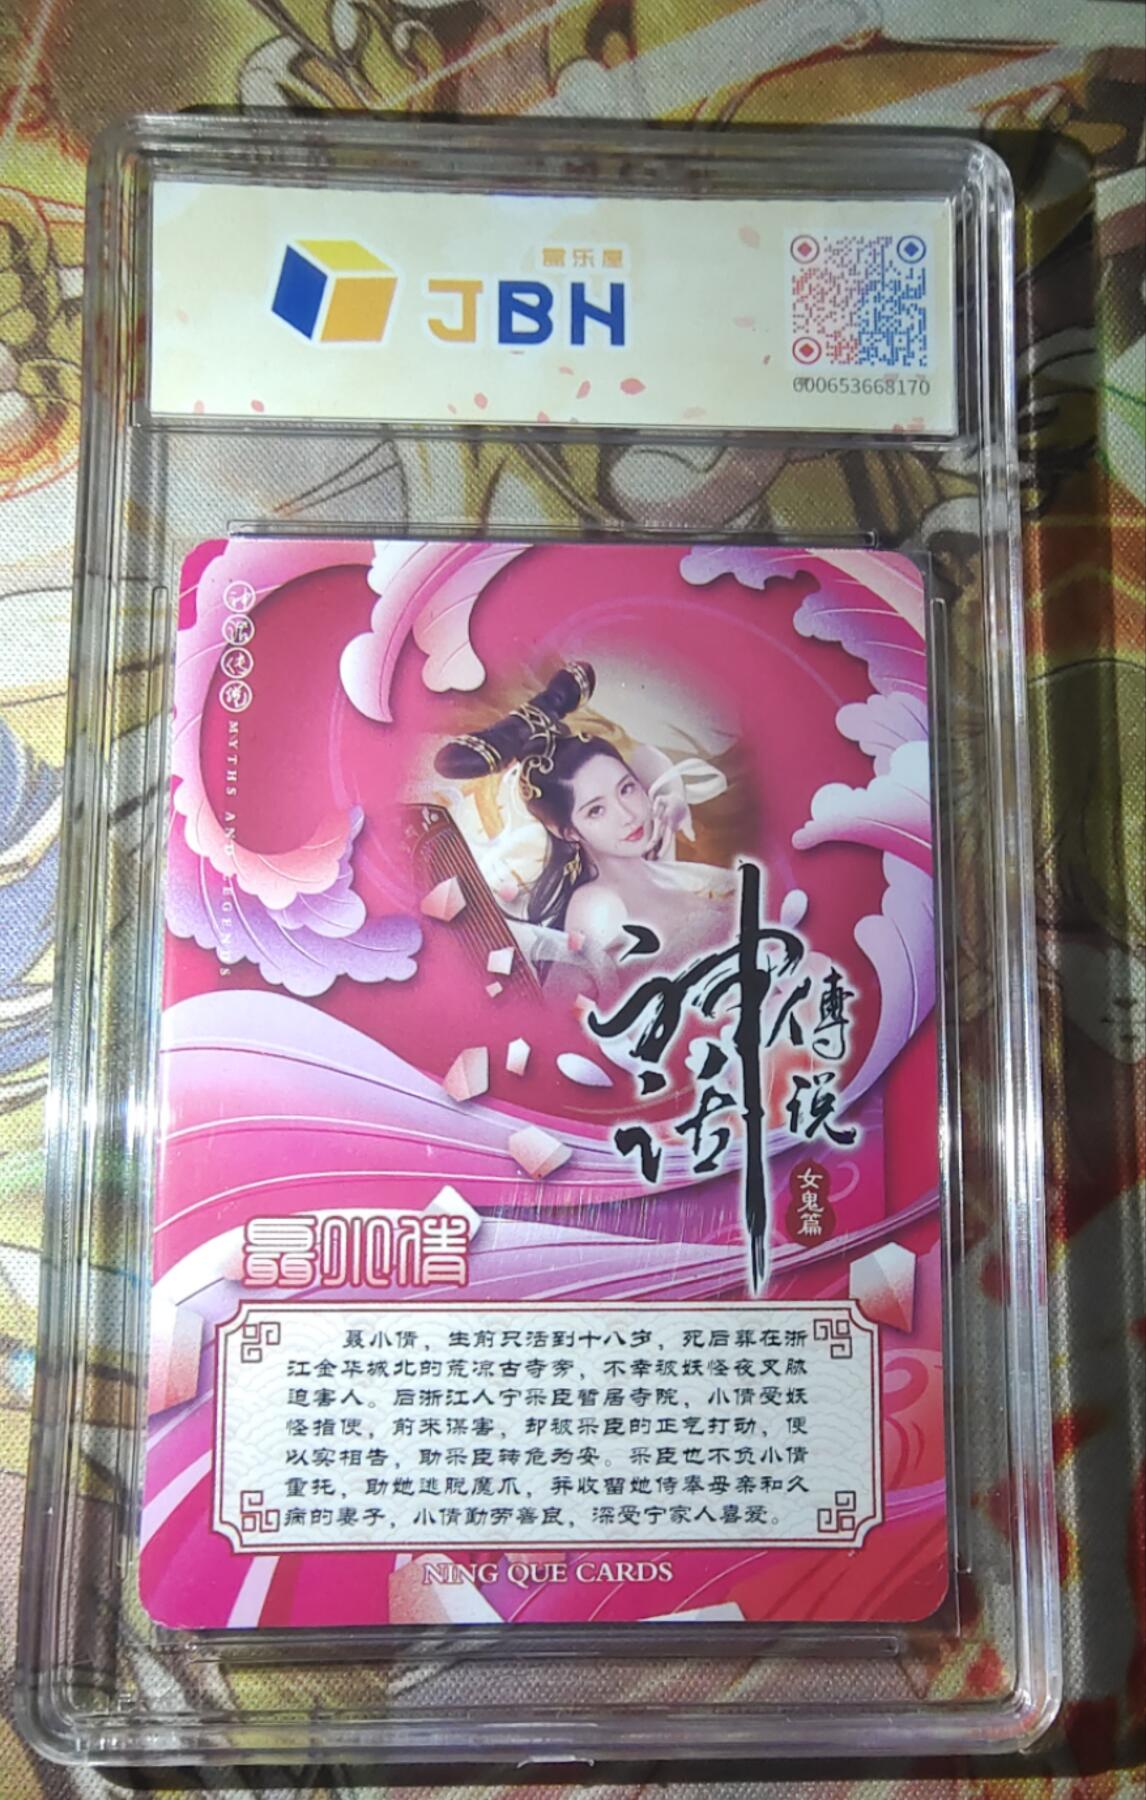 JBH
600653668170
神话传说
MYTHS AND LEGENDS
神話
傳说
女鬼篇
聂小倩
聂小倩，生前只活到十八岁，死后葬在浙
江金华城北的荒凉古寺旁，不幸被妖怪夜叉胁
迫害人。后浙江人宁采臣暂居寺院，小倩受妖
怪指使，前来谋害，却被采臣的正气打动，便
以实相告，助采臣转危为安。采臣也不负小倩
重托，助她逃脱魔爪，并收留她侍奉母亲和久
病的妻子，小倩勤劳善良，深受宁家人喜爱。
NING QUE CARDS